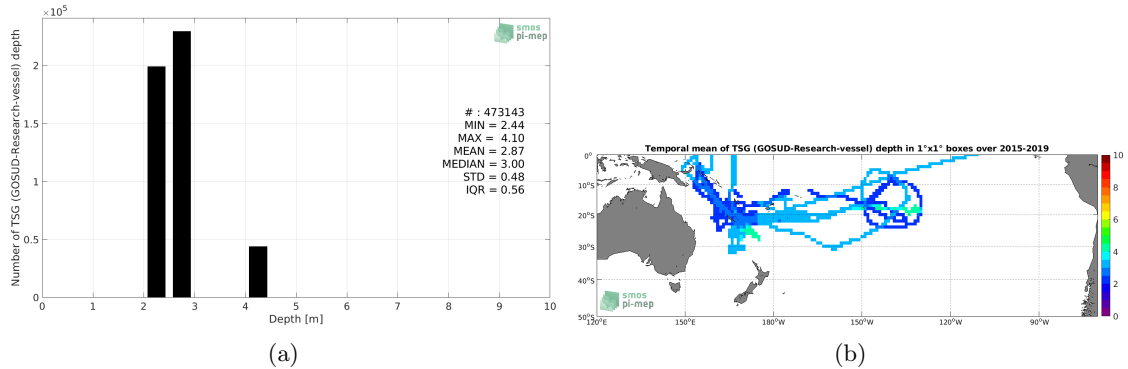 2
1.5
1
0.5
0
×10⁵
Number of TSG (GOSUD-Research-vessel) depth
smos
pi-mep
# : 473143
MIN = 2.44
MAX = 4.10
MEAN = 2.87
MEDIAN = 3.00
STD = 0.48
IQR = 0.56
0 1 2 3 4 5 6 7 8 9 10
Depth [m]
(a)
Temporal mean of TSG (GOSUD-Research-vessel) depth in 1°x1° boxes over 2015-2019
0°
10°S
20°S
30°S
40°S
50°S
120°E 150°E 180°W 150°W 120°W 90°W
smos
pi-mep
10
8
6
4
2
0
(b)